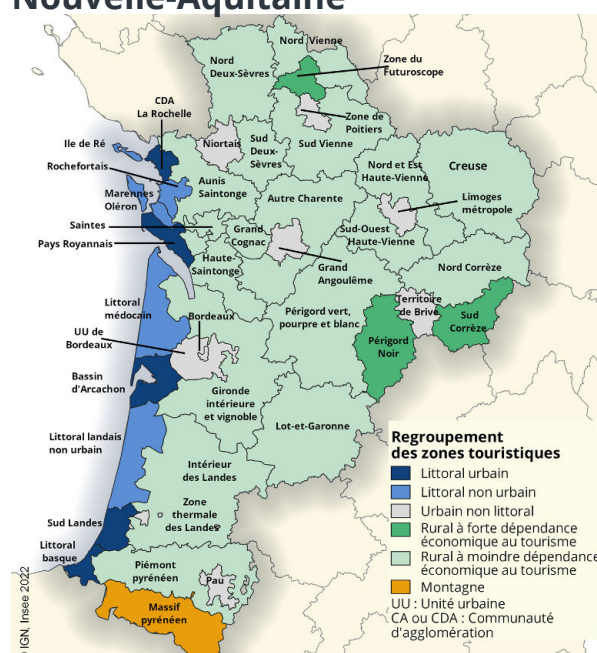 Nouvelle-Aquitaine
Nord Vienne
Nord
Deux-Sèvres
Zone du
Futuroscope
CDA
La Rochelle
Zone de
Poitiers
Ile de Ré
Niortais
Sud
Deux-
Sèvres
Sud Vienne
Rochefortais
Nord et Est
Haute-Vienne
Creuse
Aunis
Saintonge
Marennes
Oléron
Autre Charente
Limoges
métropole
Saintes
Grand
Cognac
Sud-Ouest
Haute-Vienne
Pays Royannais
Haute-
Saintonge
Grand
Angoulême
Nord Corrèze
Littoral
médocain
Bordeaux
Périgord vert,
pourpre et blanc
Territoire
de Brive
Sud
Corrèze
UU de
Bordeaux
Périgord
Noir
Bassin
d'Arcachon
Gironde
intérieure
et vignoble
Lot-et-Garonne
Littoral landais
non urbain
Intérieur
des Landes
Zone
thermale
des Landes
Sud Landes
Littoral
basque
Piémont
pyrénéen
Pau
Massif
pyrénéen
Regroupement
des zones touristiques
Littoral urbain
Littoral non urbain
Urbain non littoral
Rural à forte dépendance
économique au tourisme
Rural à moindre dépendance
économique au tourisme
Montagne
UU : Unité urbaine
CA ou CDA : Communauté
d'agglomération
IGN, Insee 2022